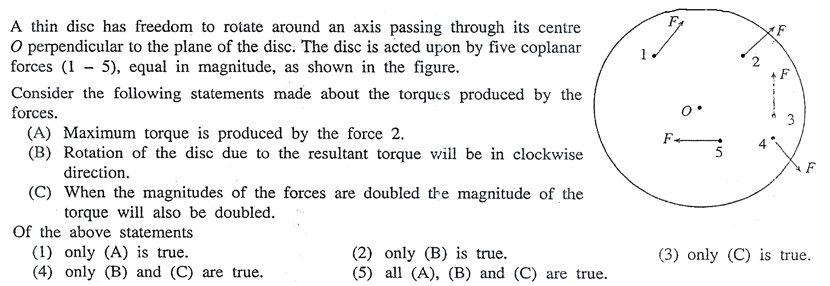 A thin disc has freedom to rotate around an axis passing through its centre
O perpendicular to the plane of the disc. The disc is acted upon by five coplanar
forces (1 – 5), equal in magnitude, as shown in the figure.
Consider the following statements made about the torques produced by the
forces.
(A) Maximum torque is produced by the force 2.
(B) Rotation of the disc due to the resultant torque will be in clockwise
direction.
(C) When the magnitudes of the forces are doubled the magnitude of the
torque will also be doubled.
Of the above statements
(1) only (A) is true.
(2) only (B) is true.
(3) only (C) is true.
(4) only (B) and (C) are true.
(5) all (A), (B) and (C) are true.
F
1
F
2
F
3
O
F
5
4
F